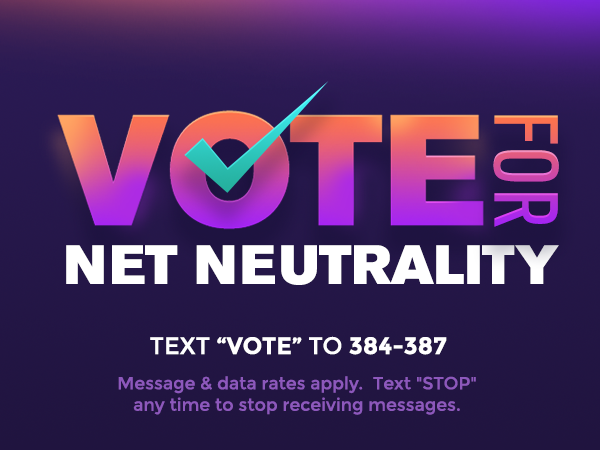 VOTE FOR
NET NEUTRALITY
TEXT “VOTE” TO 384-387
Message & data rates apply. Text "STOP"
any time to stop receiving messages.